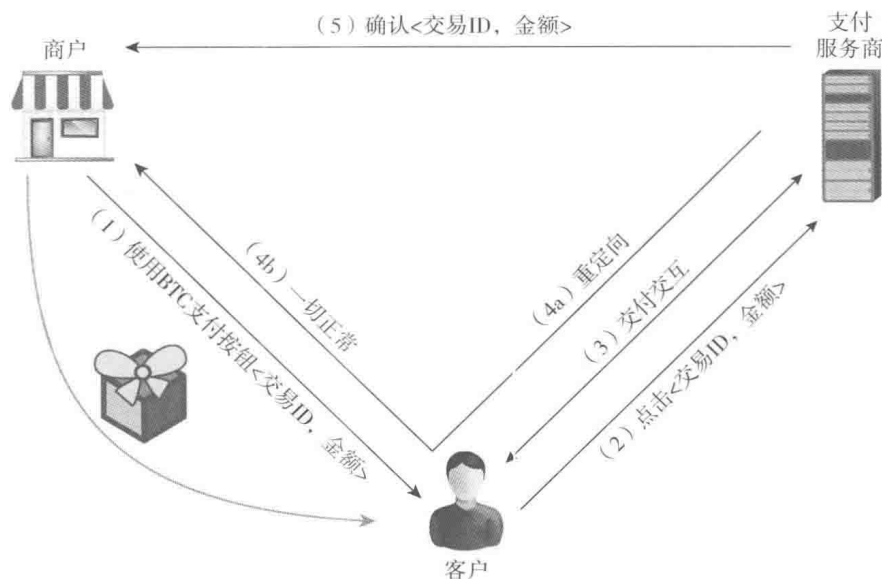 （5）确认<交易ID，金额>
支付
服务商
商户
（1）使用BTC支付按钮<交易ID，金额>
（4b）一切正常
（4a）重定向
（3）交付交互
（2）点击<交易ID，金额>
客户